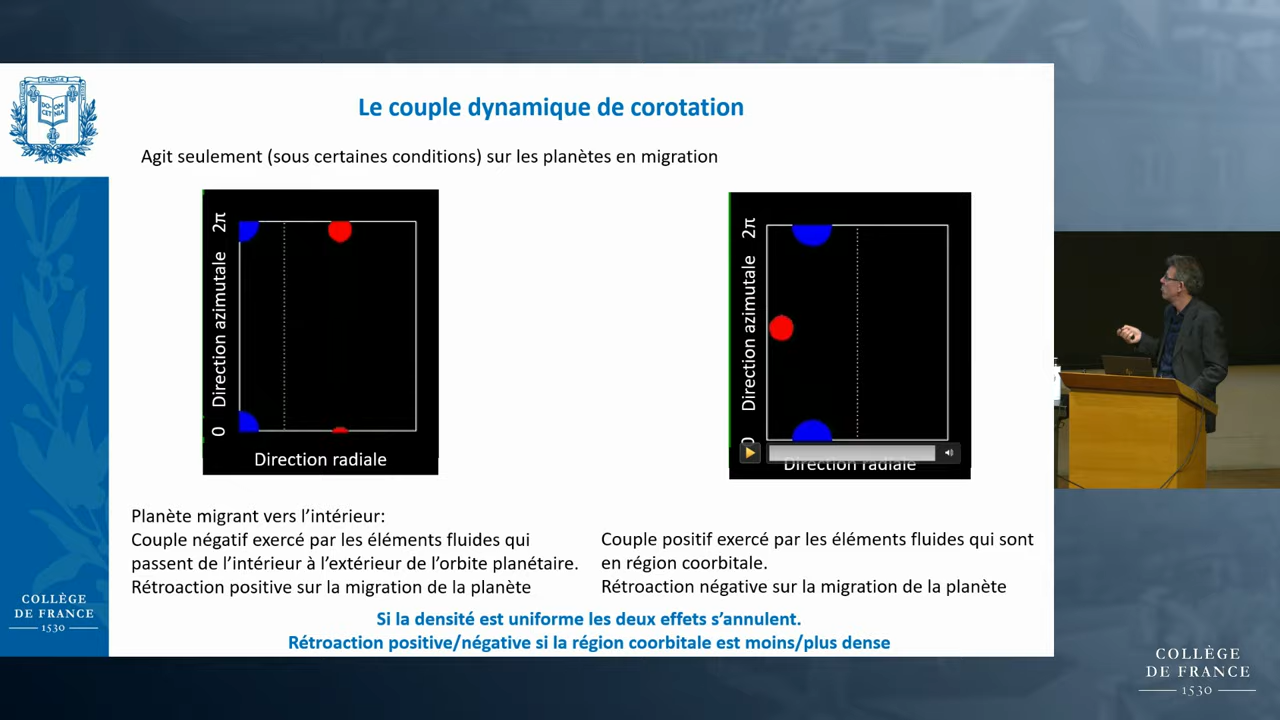 Le couple dynamique de corotation
Agit seulement (sous certaines conditions) sur les planètes en migration
2π
Direction azimutale
0
Direction radiale
2π
Direction azimutale
0
Direction radiale
Planète migrant vers l'intérieur:
Couple négatif exercé par les éléments fluides qui
passent de l'intérieur à l'extérieur de l'orbite planétaire.
Rétroaction positive sur la migration de la planète
Couple positif exercé par les éléments fluides qui sont
en région coorbitale.
Rétroaction négative sur la migration de la planète
Si la densité est uniforme les deux effets s'annulent.
Rétroaction positive/négative si la région coorbitale est moins/plus dense
COLLÈGE
DE FRANCE
1530
COLLÈGE
DE FRANCE
1530